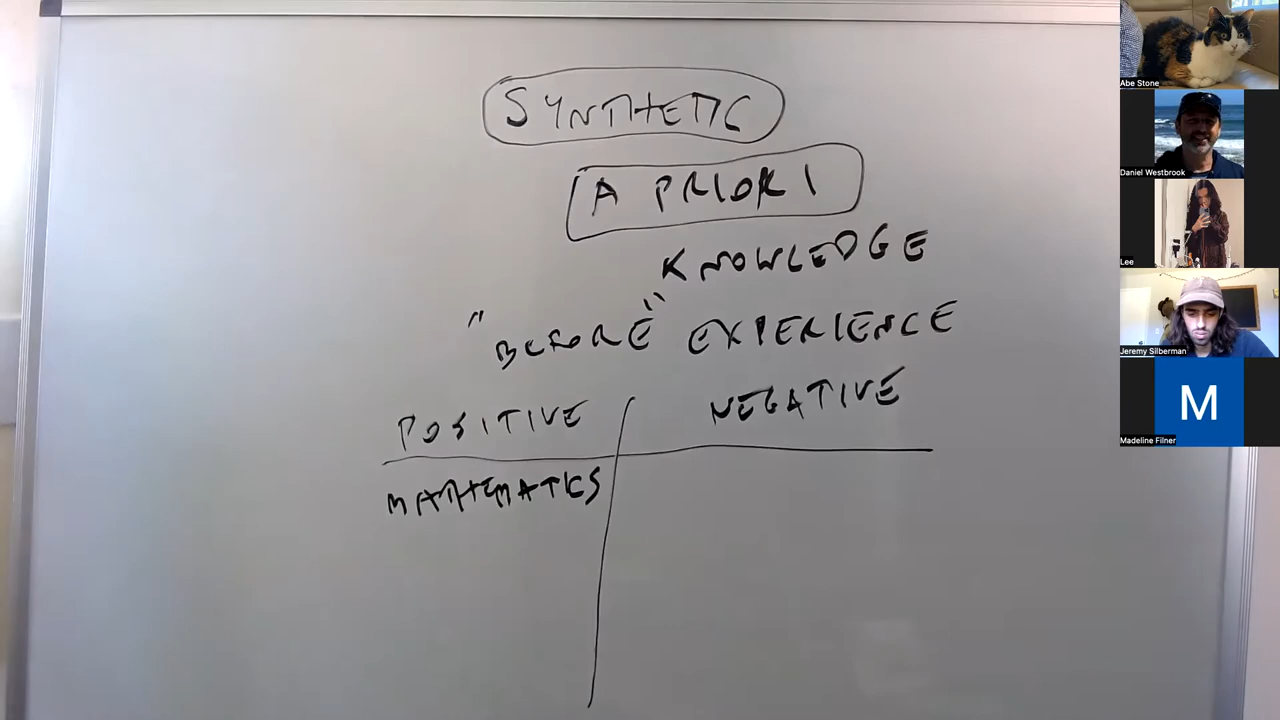 SYNTHETIC
A PRIORI
KNOWLEDGE
"BEFORE" EXPERIENCE
POSITIVE NEGATIVE
MATHEMATICS
Abe Stone
Daniel Westbrook
Lee
Jeremy Silberman
M
Madeline Filner